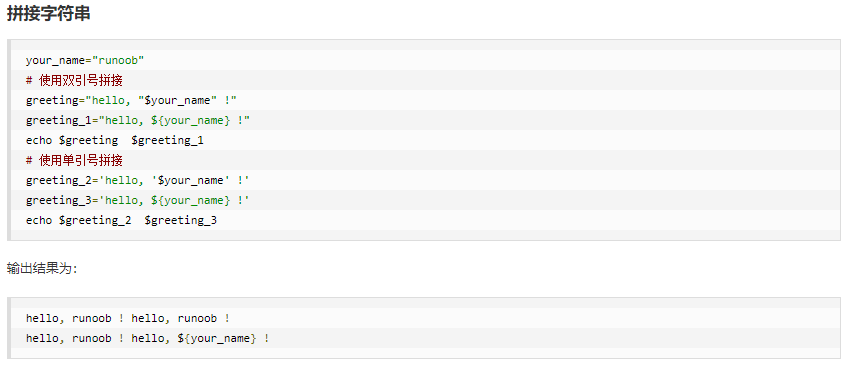 拼接字符串
your_name="runoob"
# 使用双引号拼接
greeting="hello, "$your_name" !"
greeting_1="hello, ${your_name} !"
echo $greeting  $greeting_1
# 使用单引号拼接
greeting_2='hello, '$your_name' !'
greeting_3='hello, ${your_name} !'
echo $greeting_2  $greeting_3
输出结果为：
hello, runoob ! hello, runoob !
hello, runoob ! hello, ${your_name} !